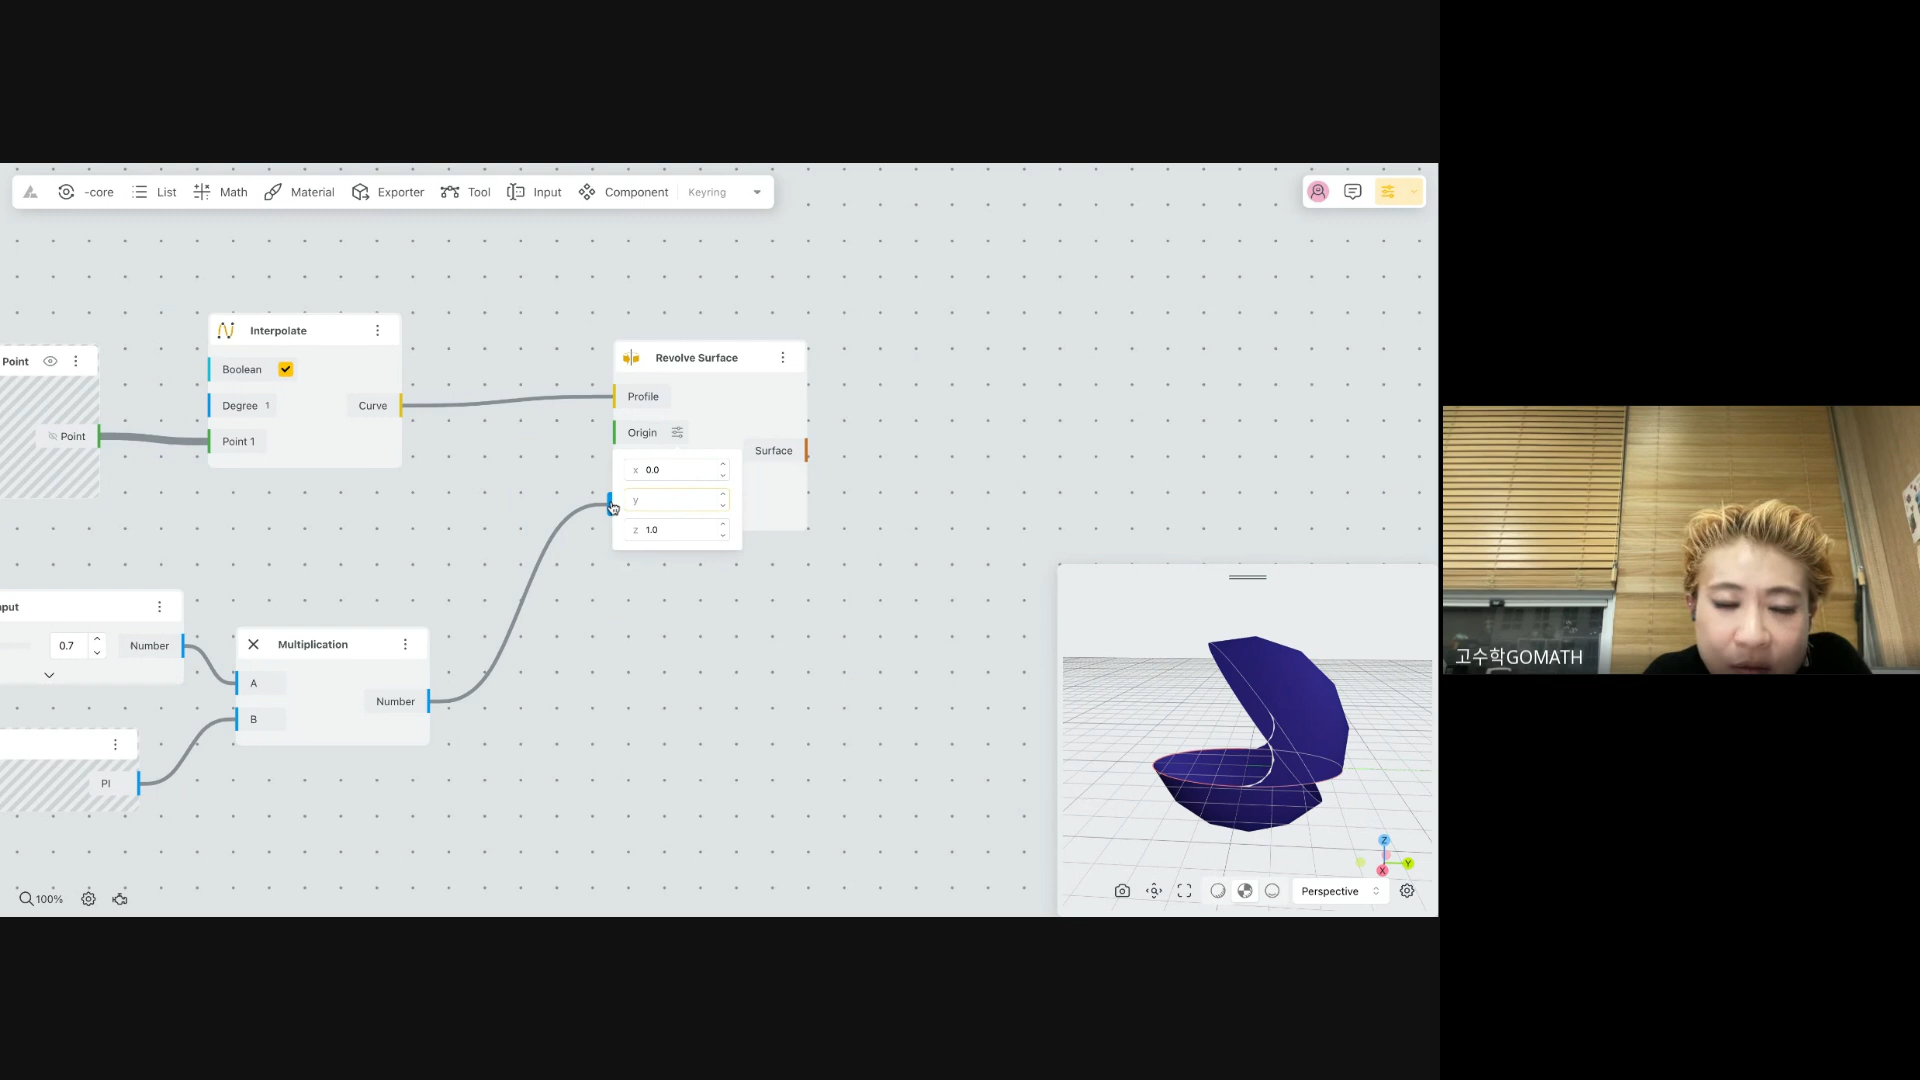 -core List Math Material Exporter Tool Input Component Keyring
Interpolate
Boolean
Degree 1
Curve
Point 1
Point
Point
Revolve Surface
Profile
Origin
Surface
x 0.0
y
z 1.0
0.7
Number
Multiplication
A
B
Number
PI
100%
Z
Y
X
Perspective
고수학GOMATH